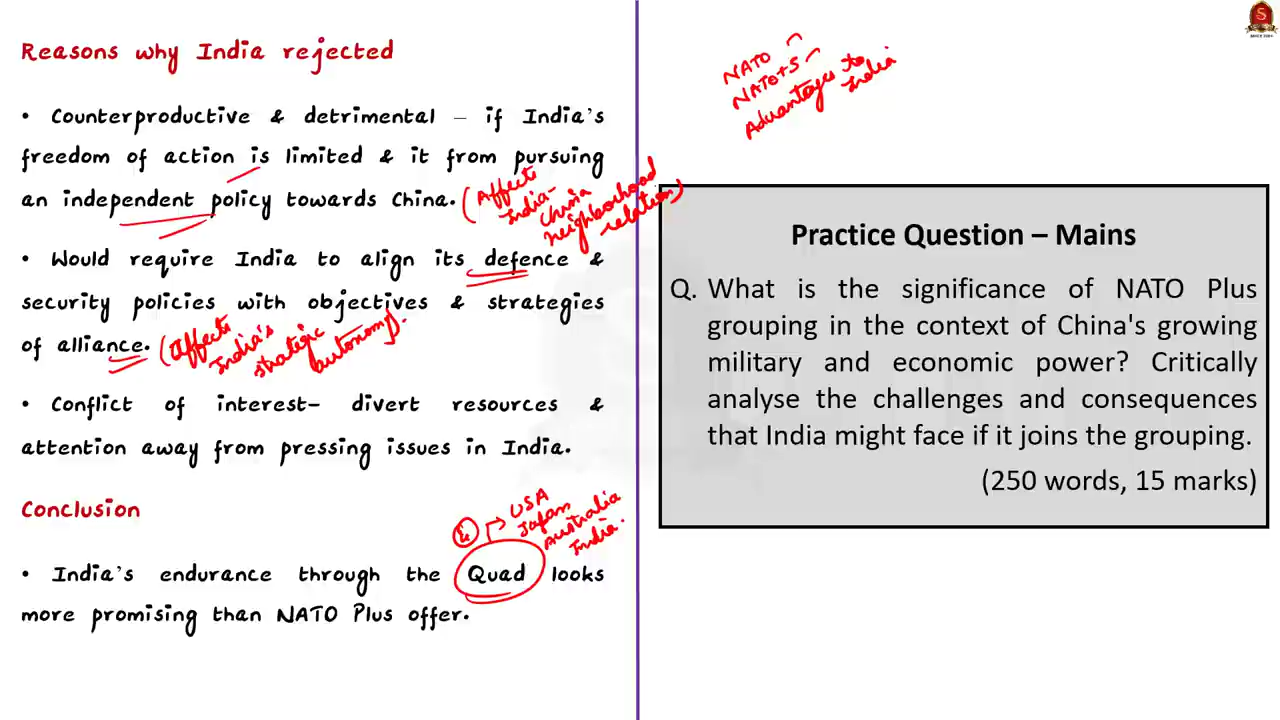 Reasons why India rejected
• Counterproductive & detrimental – if India's
freedom of action is limited & it from pursuing
an independent policy towards China.
(Affects
India-
China
neighborhood
relation)
• Would require India to align its defence &
security policies with objectives & strategies
of alliance.
(Affects
India's
strategic
autonomy).
• Conflict of interest- divert resources &
attention away from pressing issues in India.
Conclusion
USA
Japan
Australia
India.
• India's endurance through the Quad looks
more promising than NATO Plus offer.
NATO
NATO+5
Advantages to
India
Practice Question – Mains
Q. What is the significance of NATO Plus
grouping in the context of China's growing
military and economic power? Critically
analyse the challenges and consequences
that India might face if it joins the grouping.
(250 words, 15 marks)